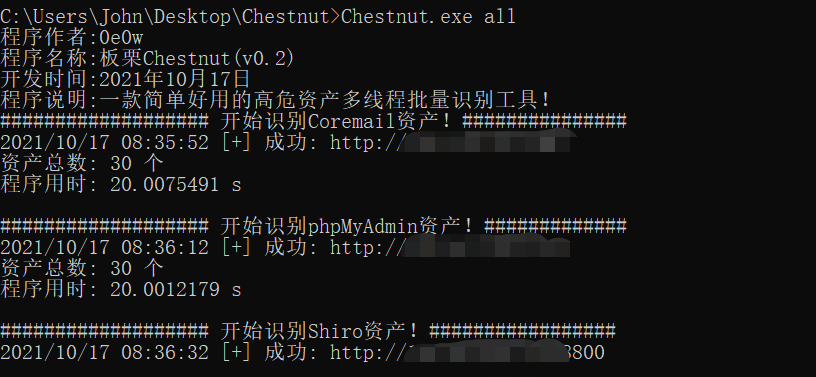 C:\Users\John\Desktop\Chestnut>Chestnut.exe all
程序作者:0e0w
程序名称:板栗Chestnut(v0.2)
开发时间:2021年10月17日
程序说明:一款简单好用的高危资产多线程批量识别工具!
################### 开始识别Coremail资产! ###############
2021/10/17 08:35:52 [+] 成功: http://
资产总数: 30 个
程序用时: 20.0075491 s
################### 开始识别phpMyAdmin资产! #############
2021/10/17 08:36:12 [+] 成功: http://
资产总数: 30 个
程序用时: 20.0012179 s
################### 开始识别Shiro资产! #################
2021/10/17 08:36:32 [+] 成功: http:// 8800